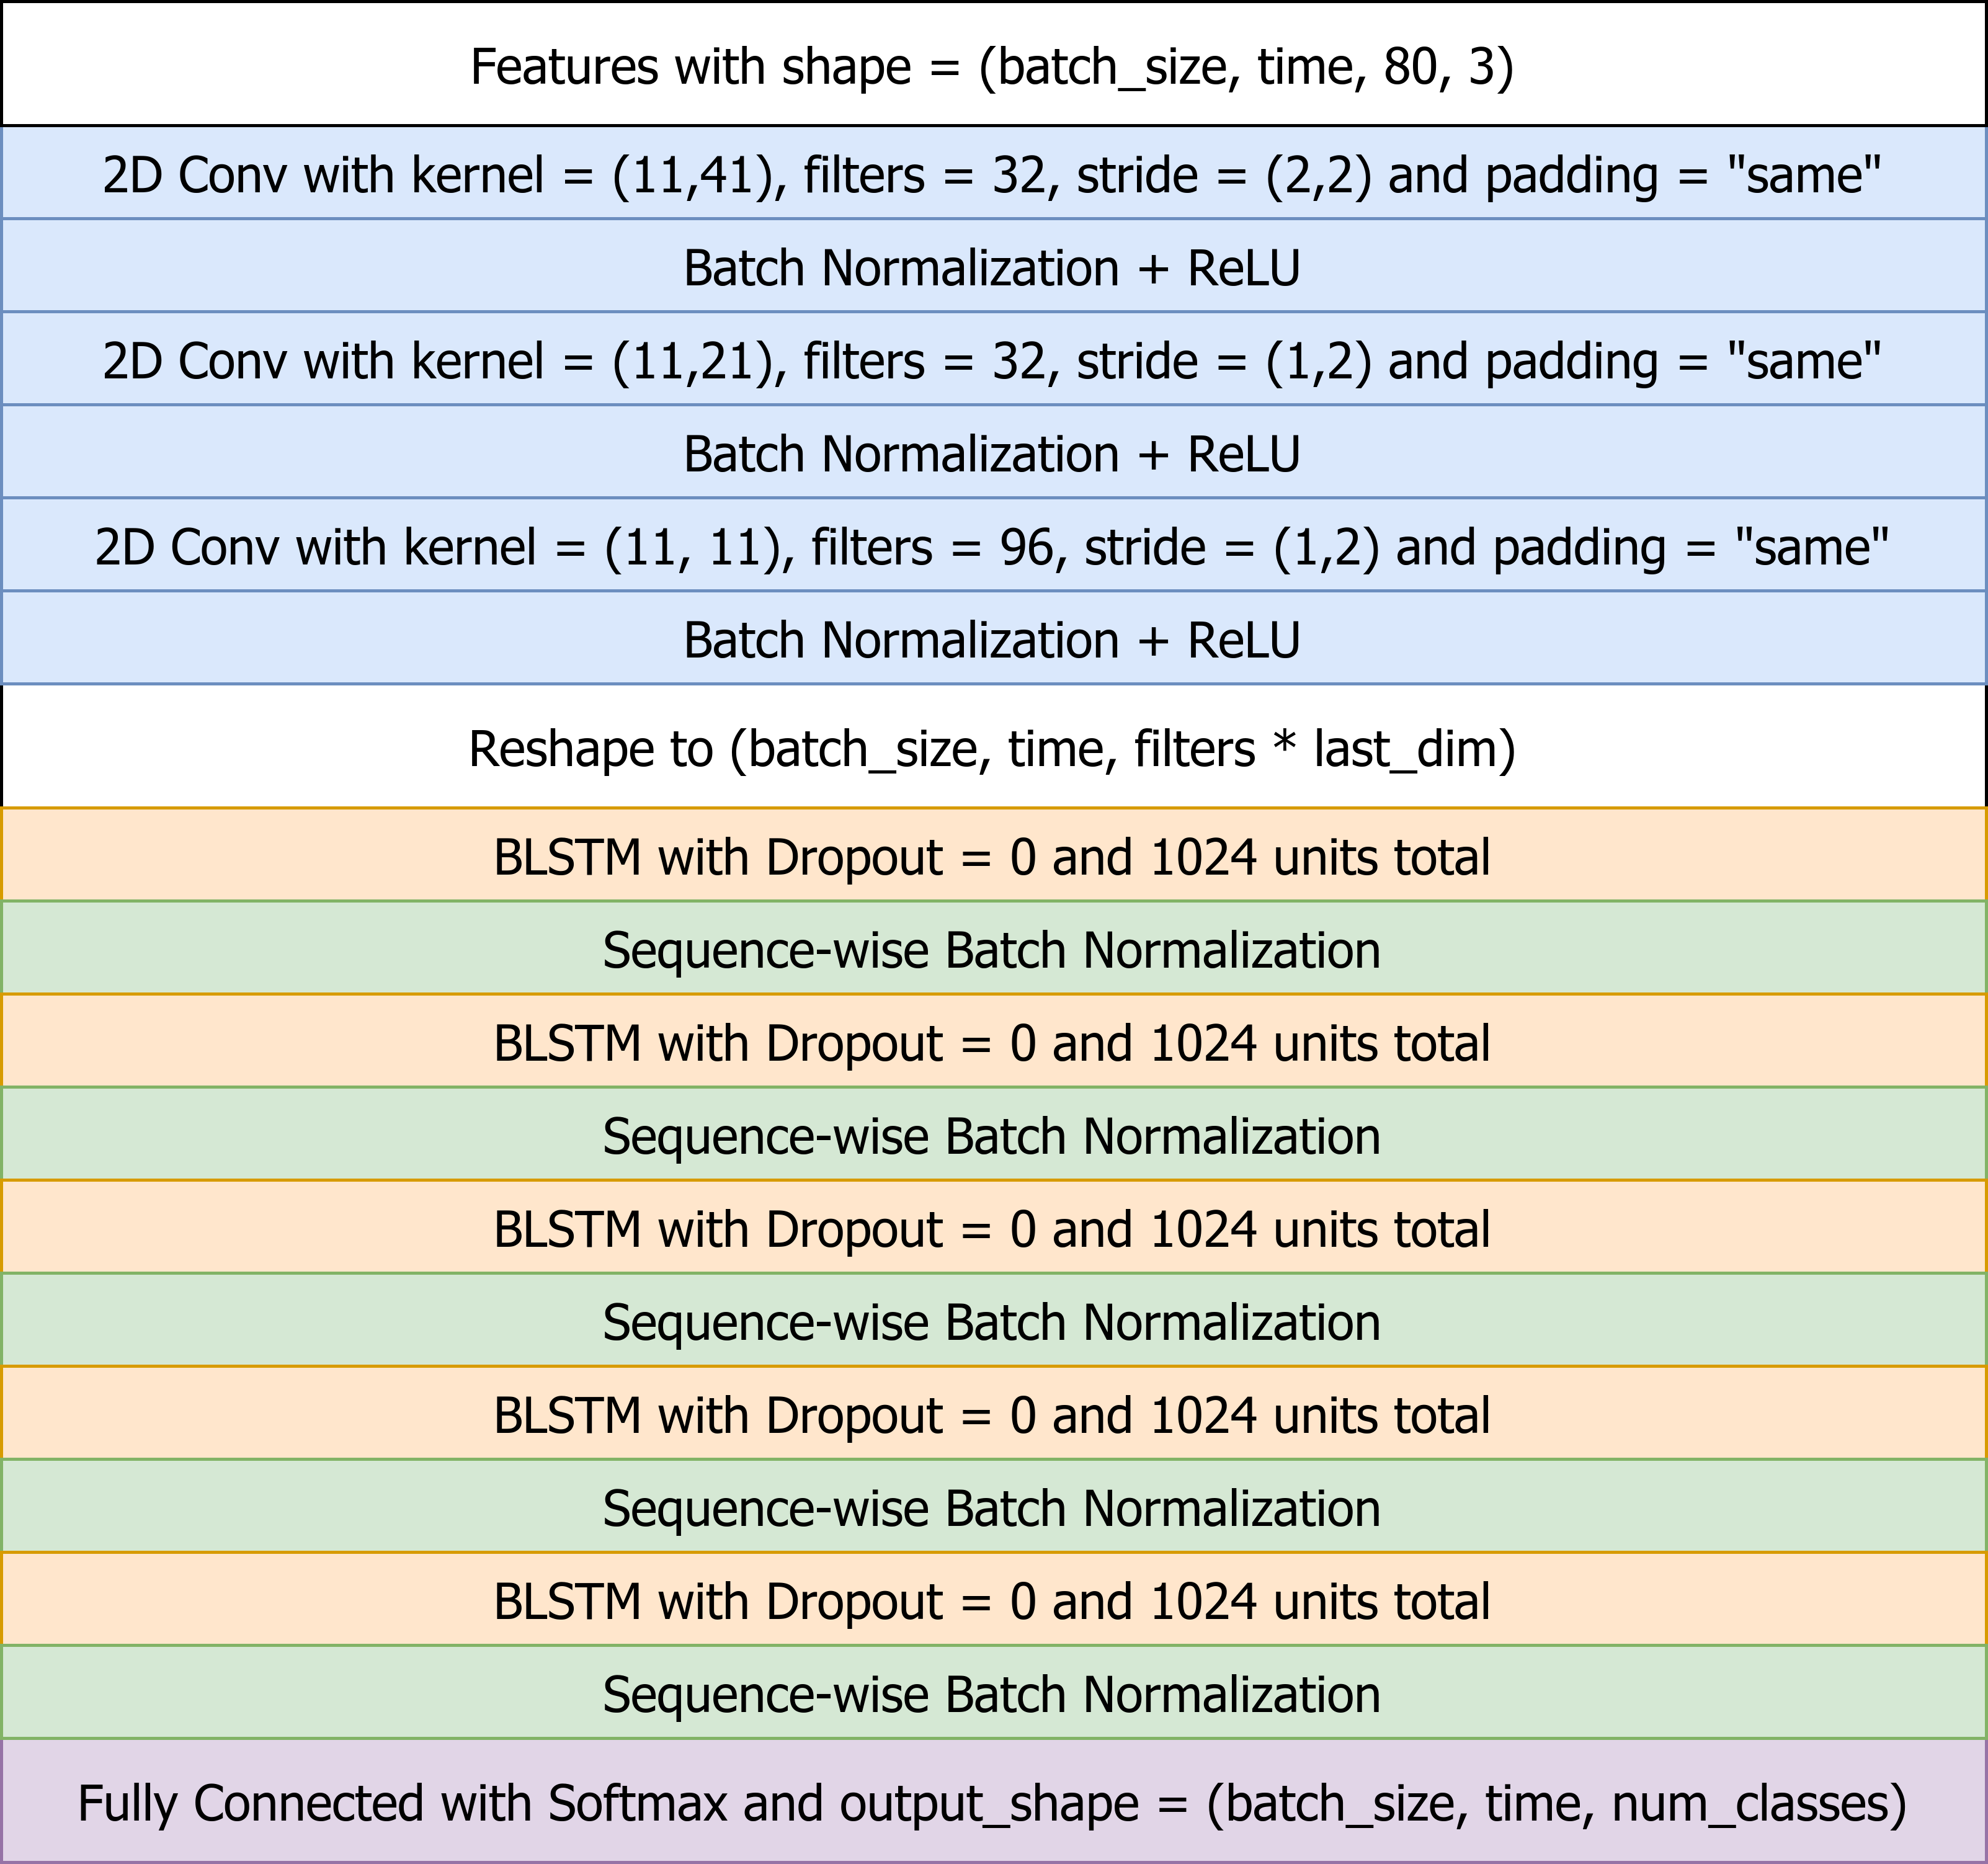 Features with shape = (batch_size, time, 80, 3)
2D Conv with kernel = (11,41), filters = 32, stride = (2,2) and padding = "same"
Batch Normalization + ReLU
2D Conv with kernel = (11,21), filters = 32, stride = (1,2) and padding = "same"
Batch Normalization + ReLU
2D Conv with kernel = (11, 11), filters = 96, stride = (1,2) and padding = "same"
Batch Normalization + ReLU
Reshape to (batch_size, time, filters * last_dim)
BLSTM with Dropout = 0 and 1024 units total
Sequence-wise Batch Normalization
BLSTM with Dropout = 0 and 1024 units total
Sequence-wise Batch Normalization
BLSTM with Dropout = 0 and 1024 units total
Sequence-wise Batch Normalization
BLSTM with Dropout = 0 and 1024 units total
Sequence-wise Batch Normalization
BLSTM with Dropout = 0 and 1024 units total
Sequence-wise Batch Normalization
Fully Connected with Softmax and output_shape = (batch_size, time, num_classes)